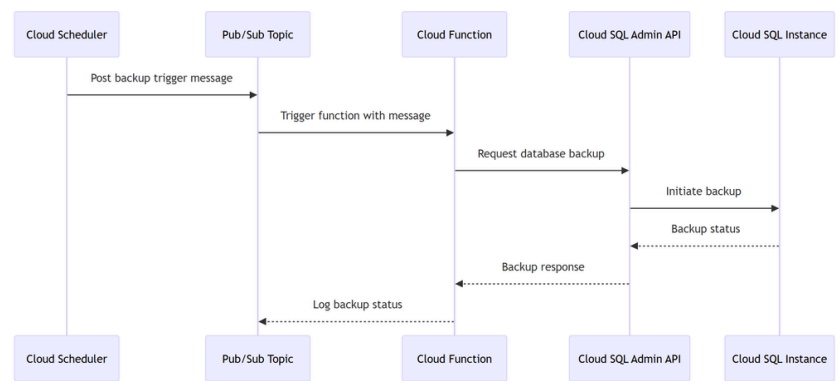 Cloud Scheduler
Pub/Sub Topic
Cloud Function
Cloud SQL Admin API
Cloud SQL Instance
Post backup trigger message
Trigger function with message
Request database backup
Initiate backup
Backup status
Backup response
Log backup status
Cloud Scheduler
Pub/Sub Topic
Cloud Function
Cloud SQL Admin API
Cloud SQL Instance